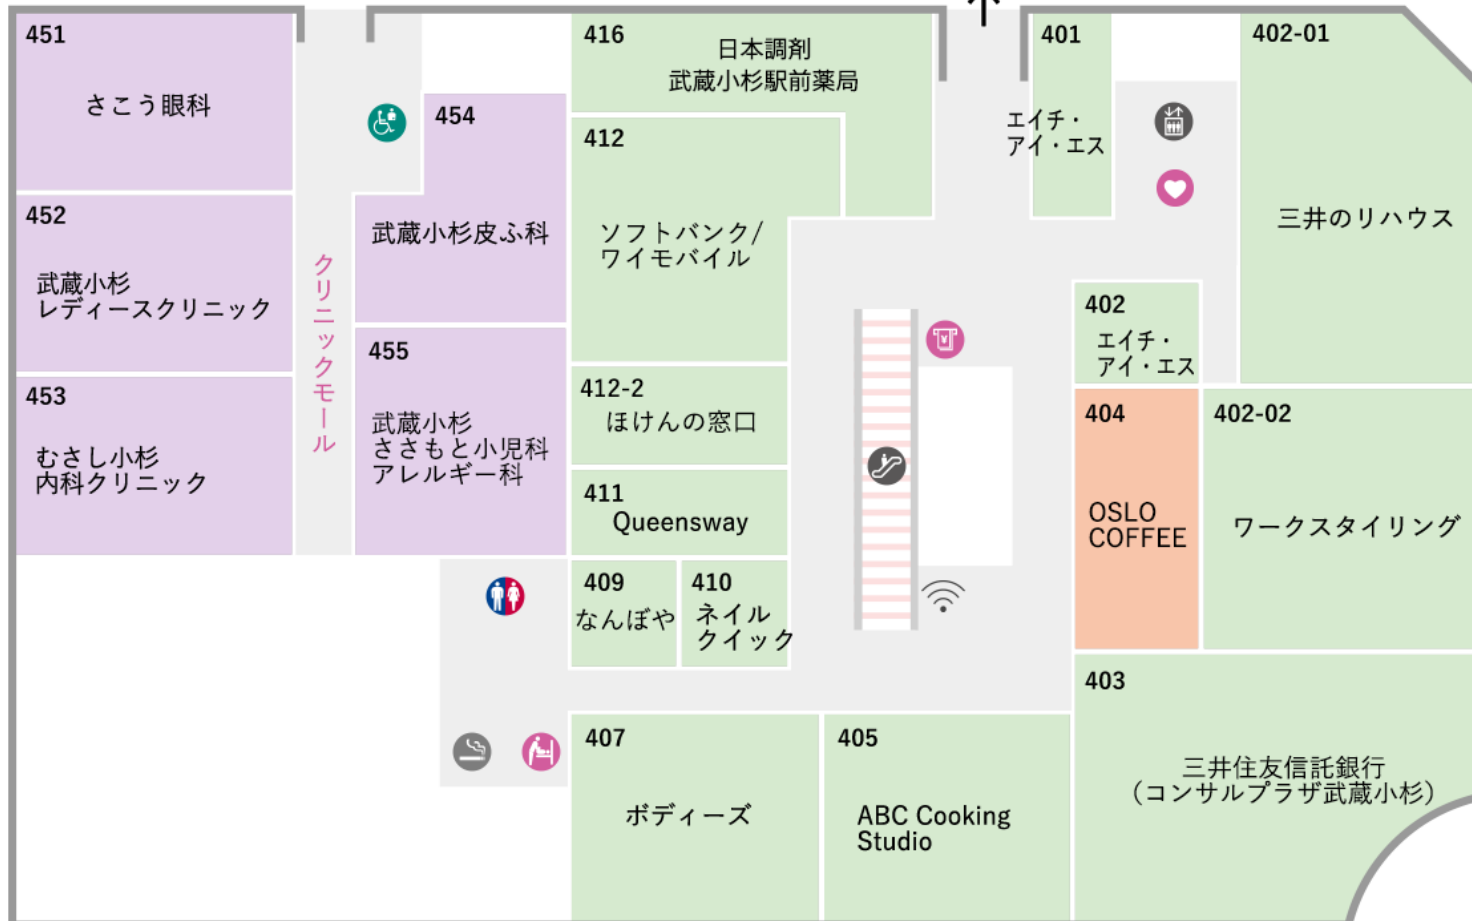 451
さこう眼科
452
武蔵小杉
レディースクリニック
453
むさし小杉
内科クリニック
クリニックモール
454
武蔵小杉皮ふ科
455
武蔵小杉
ささもと小児科
アレルギー科
416
日本調剤
武蔵小杉駅前薬局
412
ソフトバンク/
ワイモバイル
412-2
ほけんの窓口
411
Queensway
409
なんぼや
410
ネイル
クイック
407
ボディーズ
405
ABC Cooking
Studio
401
エイチ・
アイ・エス
402-01
三井のリハウス
402
エイチ・
アイ・エス
404
OSLO
COFFEE
402-02
ワークスタイリング
403
三井住友信託銀行
(コンサルプラザ武蔵小杉)
¥